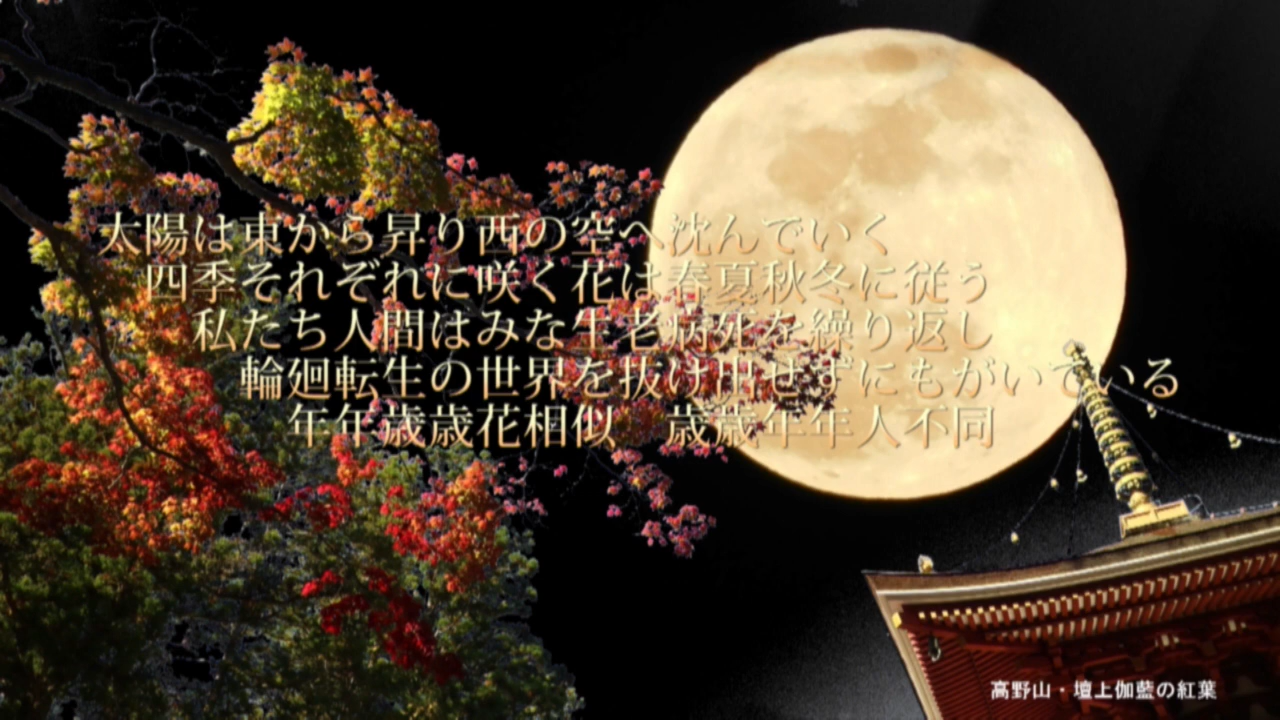 太陽は東から昇り西の空へ沈んでいく
四季それぞれに咲く花は春夏秋冬に従う
私たち人間はみな生老病死を繰り返し
輪廻転生の世界を抜け出せずにもがいている
年年歳歳花相似　歳歳年年人不同
高野山・壇上伽藍の紅葉